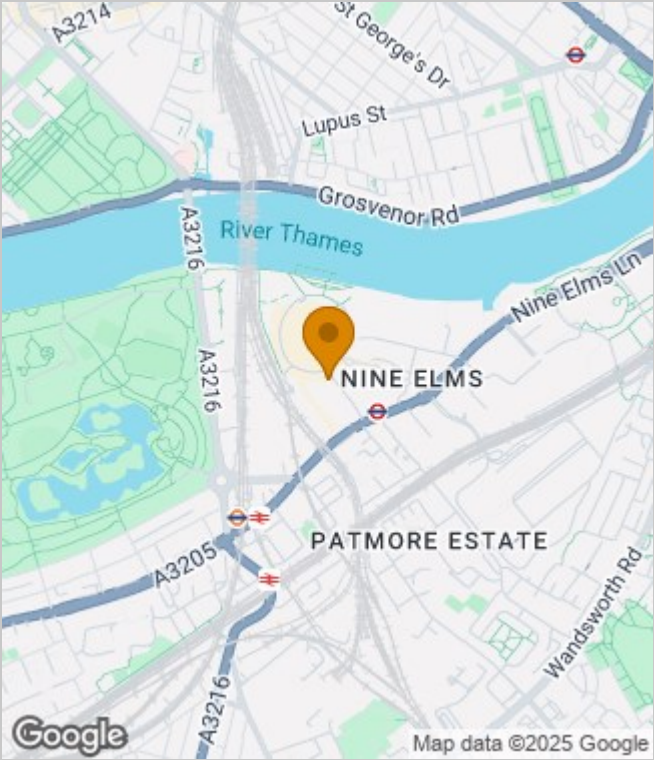 A3214
St George's Dr
Lupus St
Grosvenor Rd
River Thames
A3216
Nine Elms Ln
A3216
NINE ELMS
PATMORE ESTATE
A3205
Wandsworth Rd
A3216
Google
Map data ©2025 Google